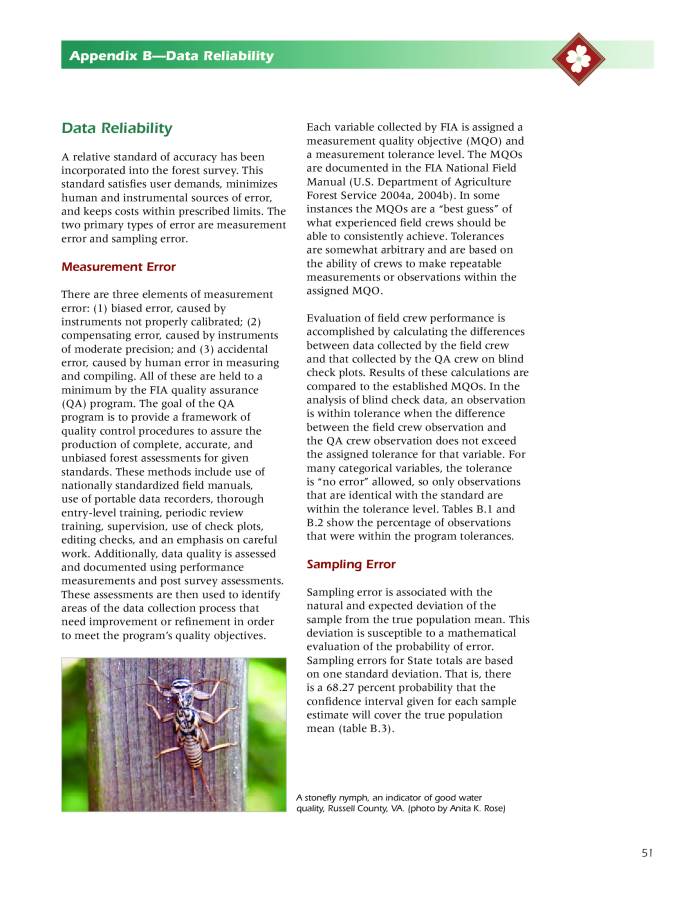 Appendix B—Data Reliability
Data Reliability
A relative standard of accuracy has been
incorporated into the forest survey. This
standard satisfies user demands, minimizes
human and instrumental sources of error,
and keeps costs within prescribed limits. The
two primary types of error are measurement
error and sampling error.
Measurement Error
There are three elements of measurement
error: (1) biased error, caused by
instruments not properly calibrated; (2)
compensating error, caused by instruments
of moderate precision; and (3) accidental
error, caused by human error in measuring
and compiling. All of these are held to a
minimum by the FIA quality assurance
(QA) program. The goal of the QA
program is to provide a framework of
quality control procedures to assure the
production of complete, accurate, and
unbiased forest assessments for given
standards. These methods include use of
nationally standardized field manuals,
use of portable data recorders, thorough
entry-level training, periodic review
training, supervision, use of check plots,
editing checks, and an emphasis on careful
work. Additionally, data quality is assessed
and documented using performance
measurements and post survey assessments.
These assessments are then used to identify
areas of the data collection process that
need improvement or refinement in order
to meet the program's quality objectives.
Each variable collected by FIA is assigned a
measurement quality objective (MQO) and
a measurement tolerance level. The MQOs
are documented in the FIA National Field
Manual (U.S. Department of Agriculture
Forest Service 2004a, 2004b). In some
instances the MQOs are a “best guess” of
what experienced field crews should be
able to consistently achieve. Tolerances
are somewhat arbitrary and are based on
the ability of crews to make repeatable
measurements or observations within the
assigned MQO.
Evaluation of field crew performance is
accomplished by calculating the differences
between data collected by the field crew
and that collected by the QA crew on blind
check plots. Results of these calculations are
compared to the established MQOs. In the
analysis of blind check data, an observation
is within tolerance when the difference
between the field crew observation and
the QA crew observation does not exceed
the assigned tolerance for that variable. For
many categorical variables, the tolerance
is “no error” allowed, so only observations
that are identical with the standard are
within the tolerance level. Tables B.1 and
B.2 show the percentage of observations
that were within the program tolerances.
Sampling Error
Sampling error is associated with the
natural and expected deviation of the
sample from the true population mean. This
deviation is susceptible to a mathematical
evaluation of the probability of error.
Sampling errors for State totals are based
on one standard deviation. That is, there
is a 68.27 percent probability that the
confidence interval given for each sample
estimate will cover the true population
mean (table B.3).
A stonefly nymph, an indicator of good water
quality, Russell County, VA. (photo by Anita K. Rose)
51